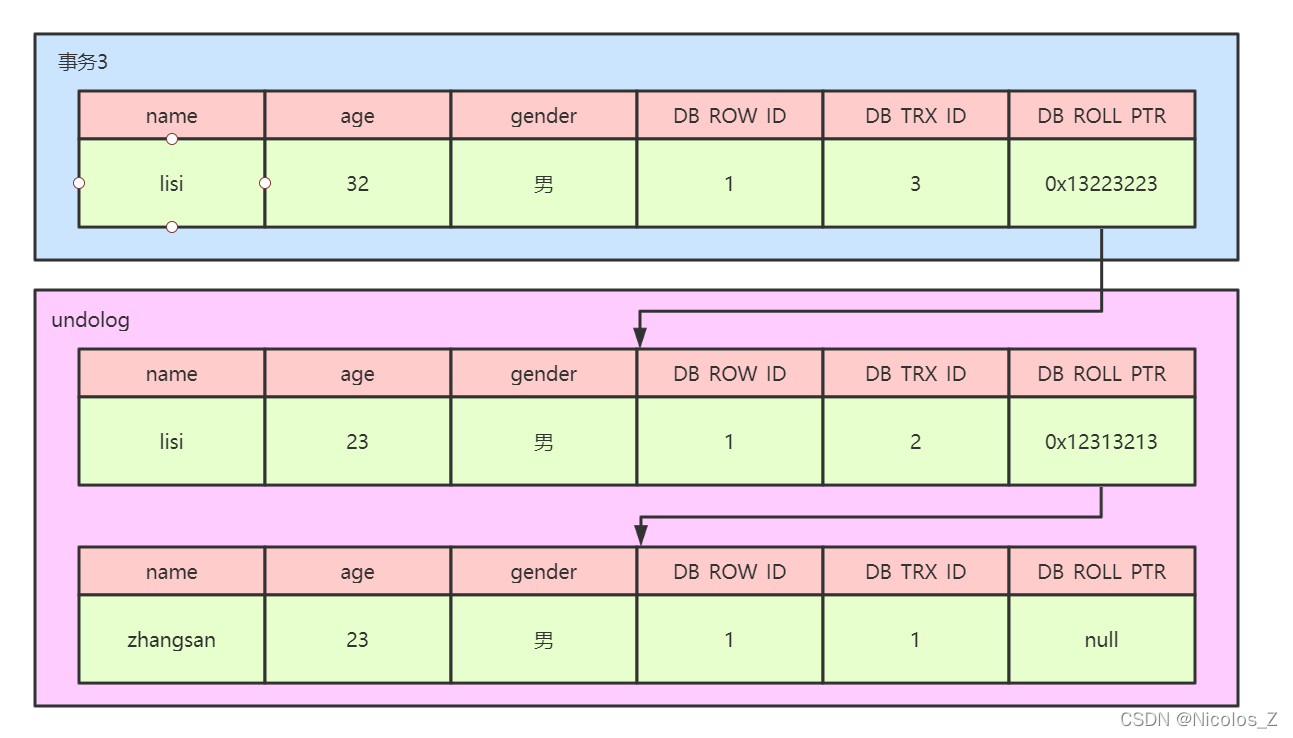 事务3
name age gender DB ROW ID DB TRX ID DB ROLL PTR
lisi 32 男 1 3 0x13223223
undolog
name age gender DB ROW ID DB TRX ID DB ROLL PTR
lisi 23 男 1 2 0x12313213
name age gender DB ROW ID DB TRX ID DB ROLL PTR
zhangsan 23 男 1 1 null
CSDN @Nicolos_Z